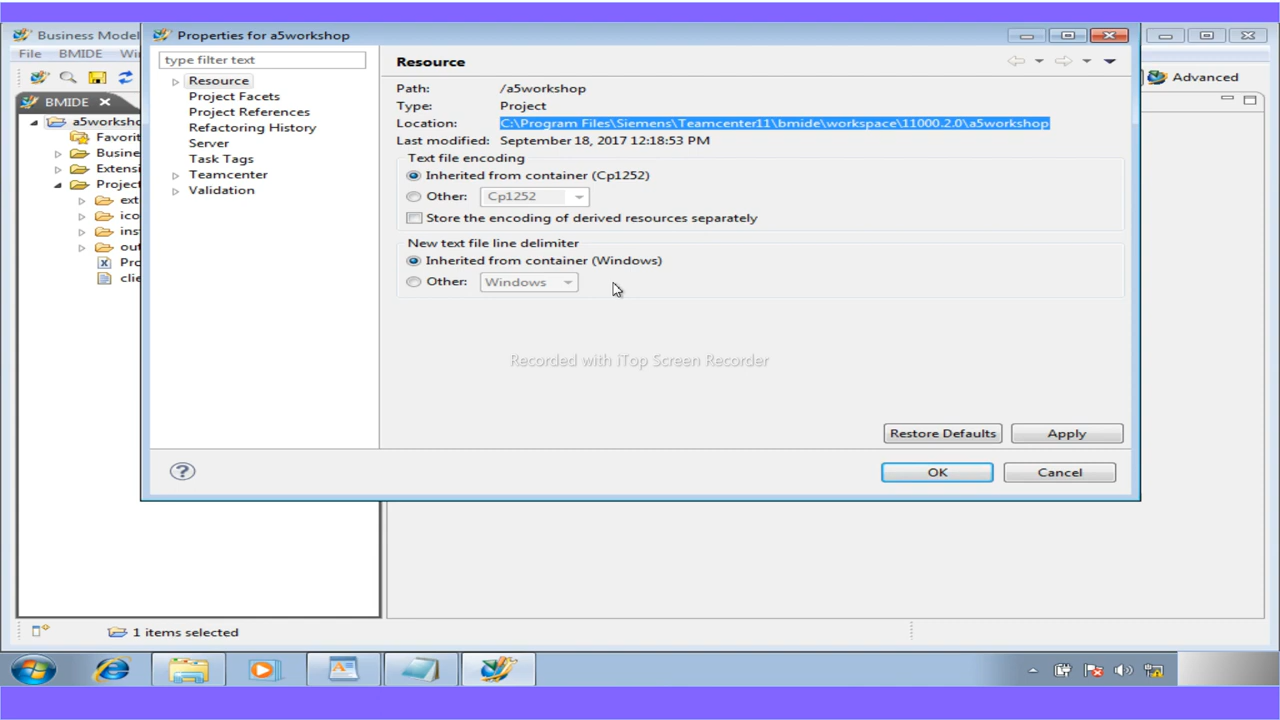 Business Model
Properties for a5workshop
File BMIDE Wi
type filter text
Resource
Advanced
BMIDE
Resource
Project Facets
Project References
Refactoring History
Server
Task Tags
Teamcenter
Validation
Path: /a5workshop
Type: Project
Location: C:\Program Files\Siemens\Teamcenter11\bmide\workspace\11000.2.0\a5workshop
Last modified: September 18, 2017 12:18:53 PM
Text file encoding
Inherited from container (Cp1252)
Other: Cp1252
Store the encoding of derived resources separately
New text file line delimiter
Inherited from container (Windows)
Other: Windows
a5worksho
Favorit
Busine
Extensi
Project
ext
ico
ins
out
Pro
clie
Recorded with iTop Screen Recorder
Restore Defaults Apply
OK Cancel
1 items selected